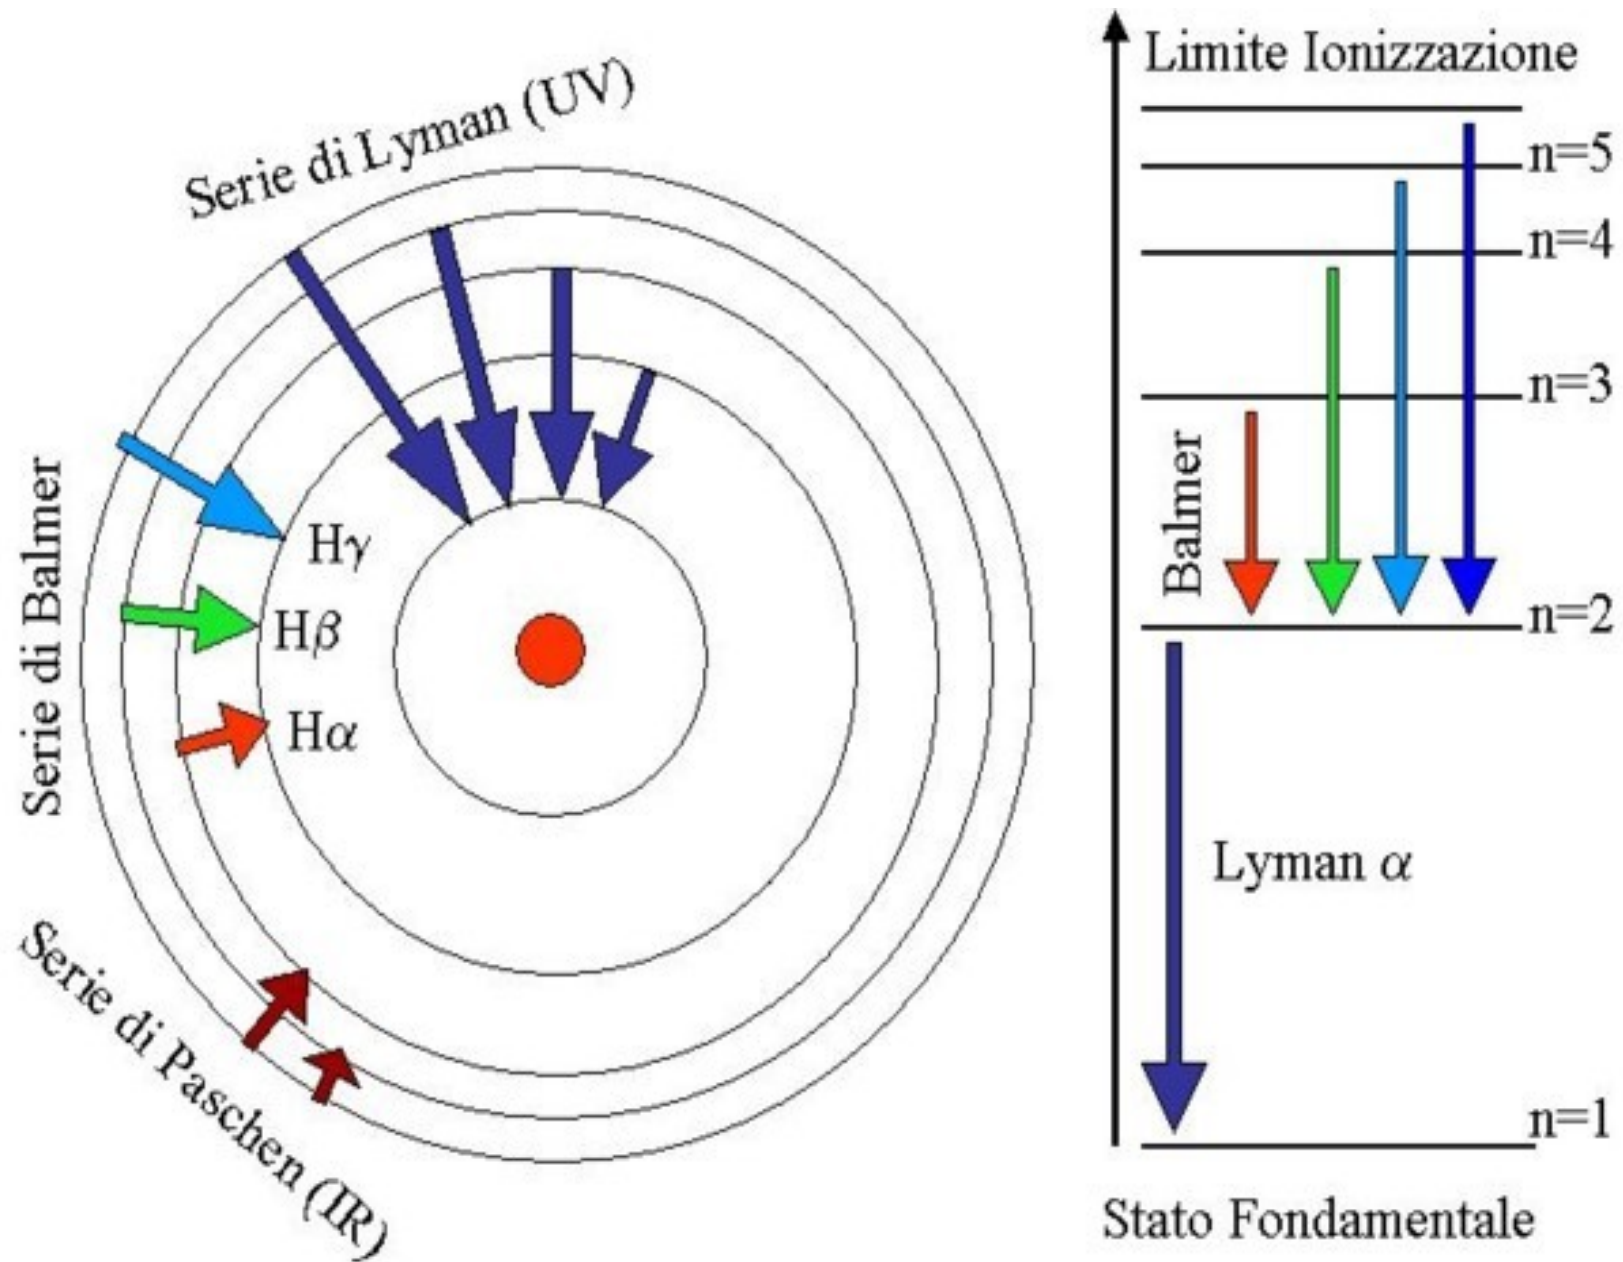 Serie di Lyman (UV)
Serie di Balmer
Hγ
Hβ
Hα
Serie di Paschen (IR)
Limite Ionizzazione
n=5
n=4
n=3
Balmer
n=2
Lyman α
n=1
Stato Fondamentale